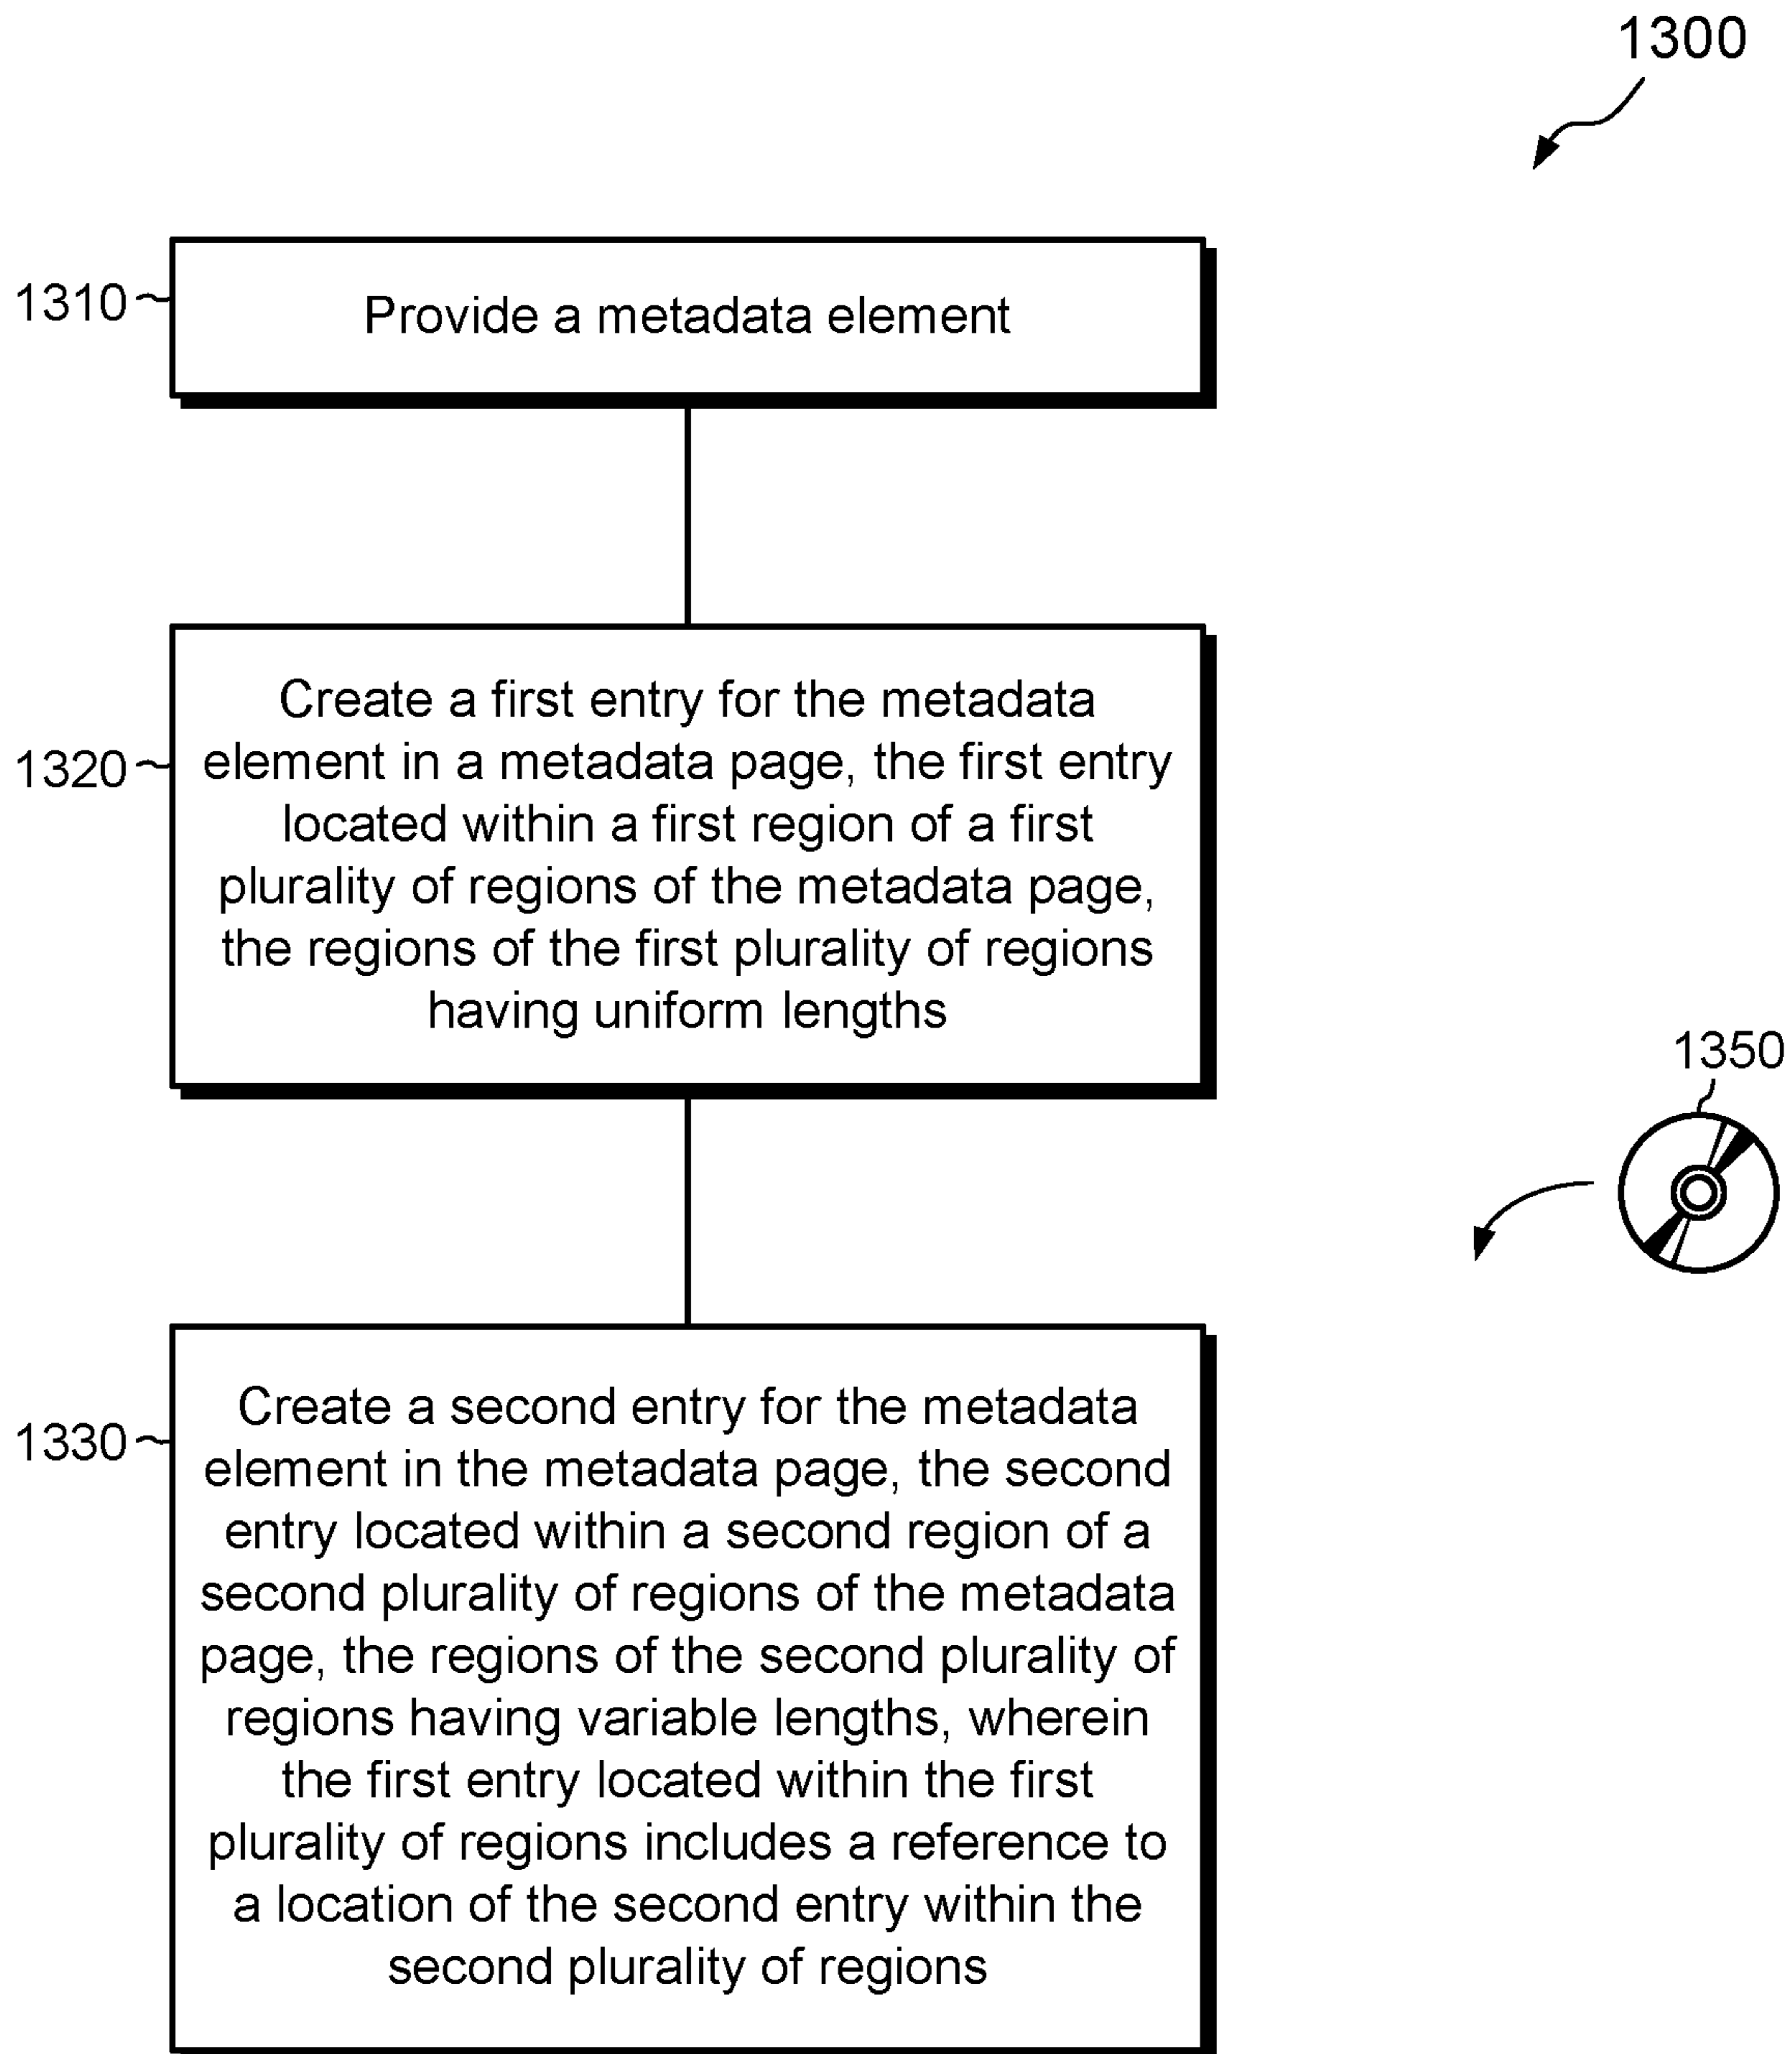 1300
1310
Provide a metadata element
1320
Create a first entry for the metadata
element in a metadata page, the first entry
located within a first region of a first
plurality of regions of the metadata page,
the regions of the first plurality of regions
having uniform lengths
1350
1330
Create a second entry for the metadata
element in the metadata page, the second
entry located within a second region of a
second plurality of regions of the metadata
page, the regions of the second plurality of
regions having variable lengths, wherein
the first entry located within the first
plurality of regions includes a reference to
a location of the second entry within the
second plurality of regions